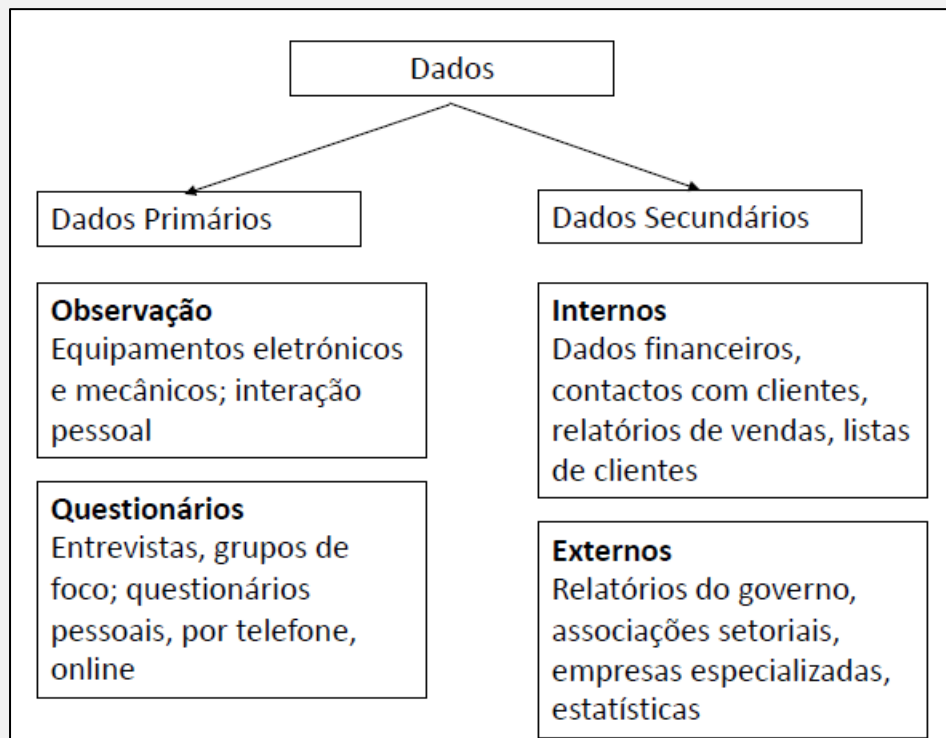 Dados
Dados Primários
Dados Secundários
Observação
Equipamentos eletrónicos
e mecânicos; interação
pessoal
Questionários
Entrevistas, grupos de
foco; questionários
pessoais, por telefone,
online
Internos
Dados financeiros,
contactos com clientes,
relatórios de vendas, listas
de clientes
Externos
Relatórios do governo,
associações setoriais,
empresas especializadas,
estatísticas